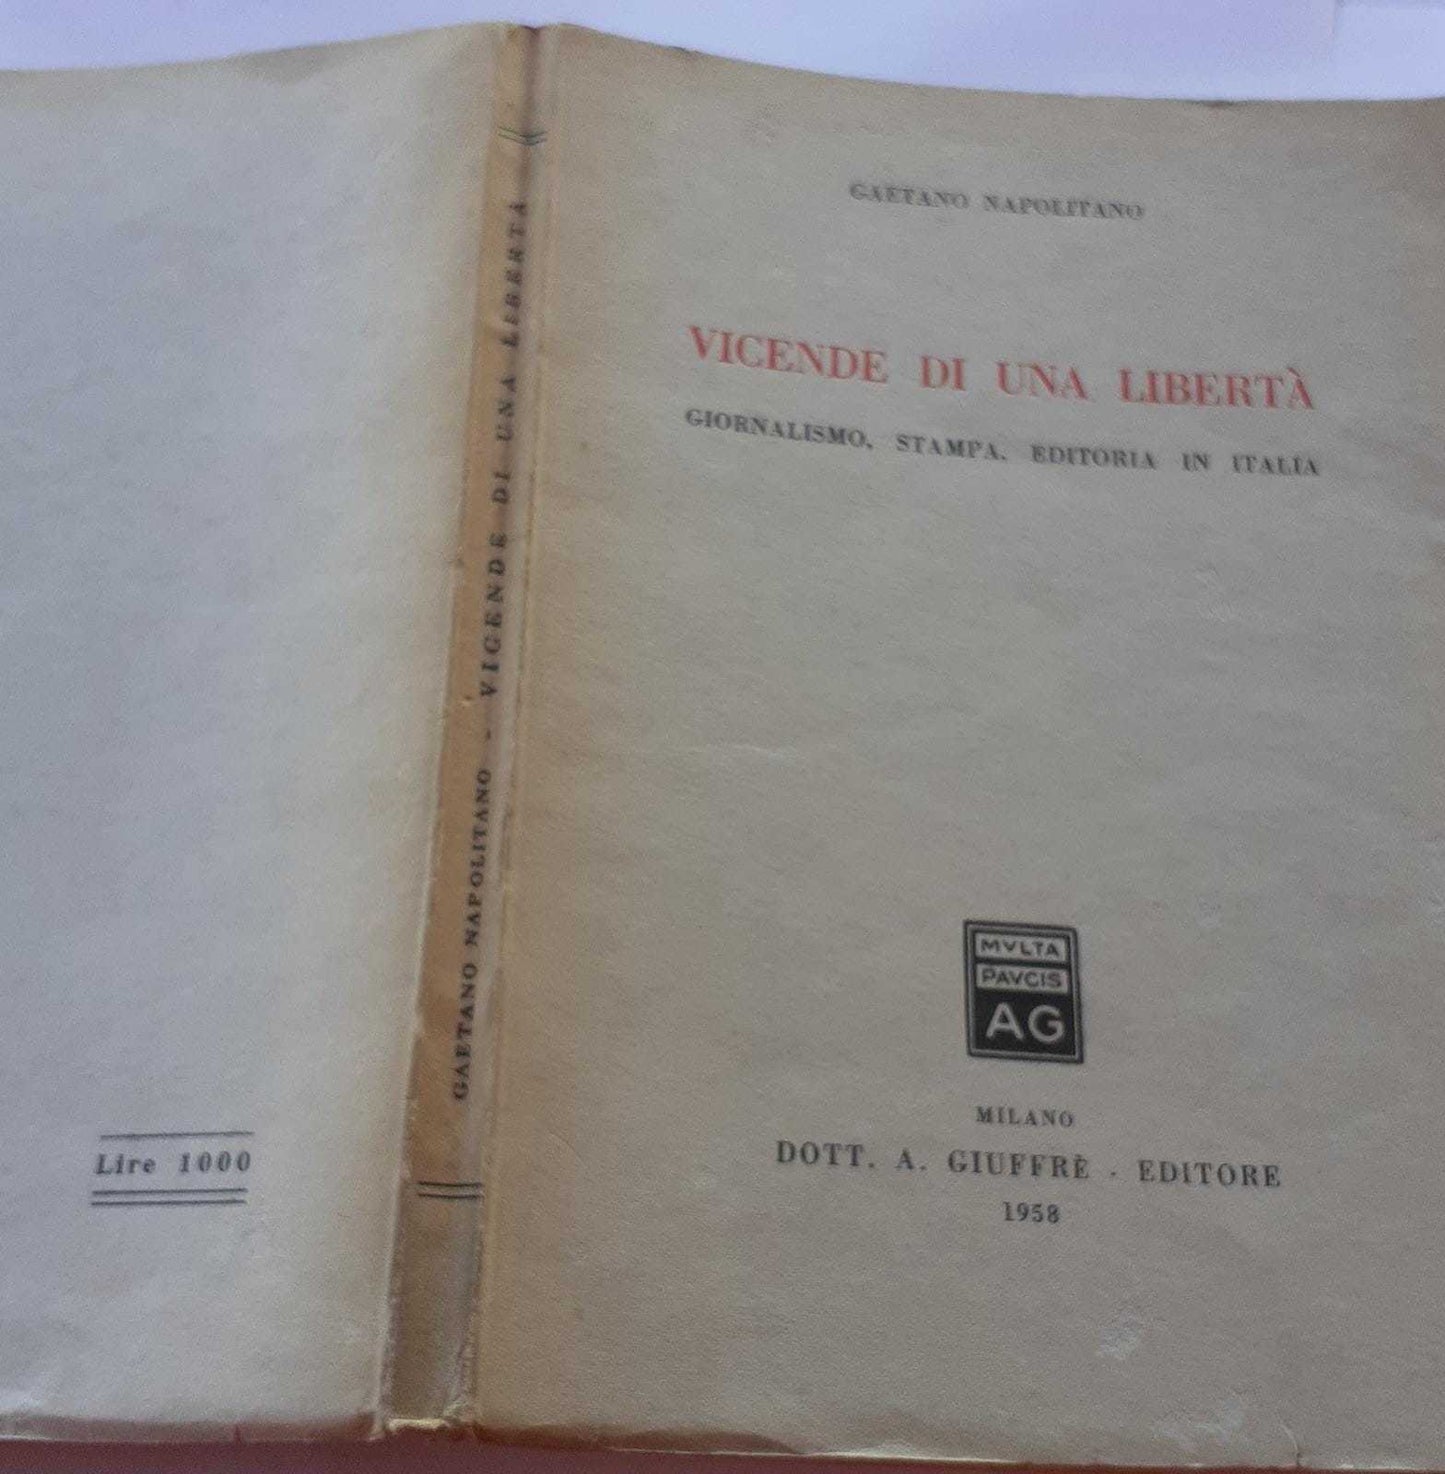 GAETANO NAPOLITANO
VICENDE DI UNA LIBERTÀ
GIORNALISMO, STAMPA, EDITORIA IN ITALIA
MVLTA
PAVCIS
AG
MILANO
DOTT. A. GIUFFRÈ - EDITORE
1958
GAETANO NAPOLITANO - VICENDE DI UNA LIBERTÀ
Lire 1000